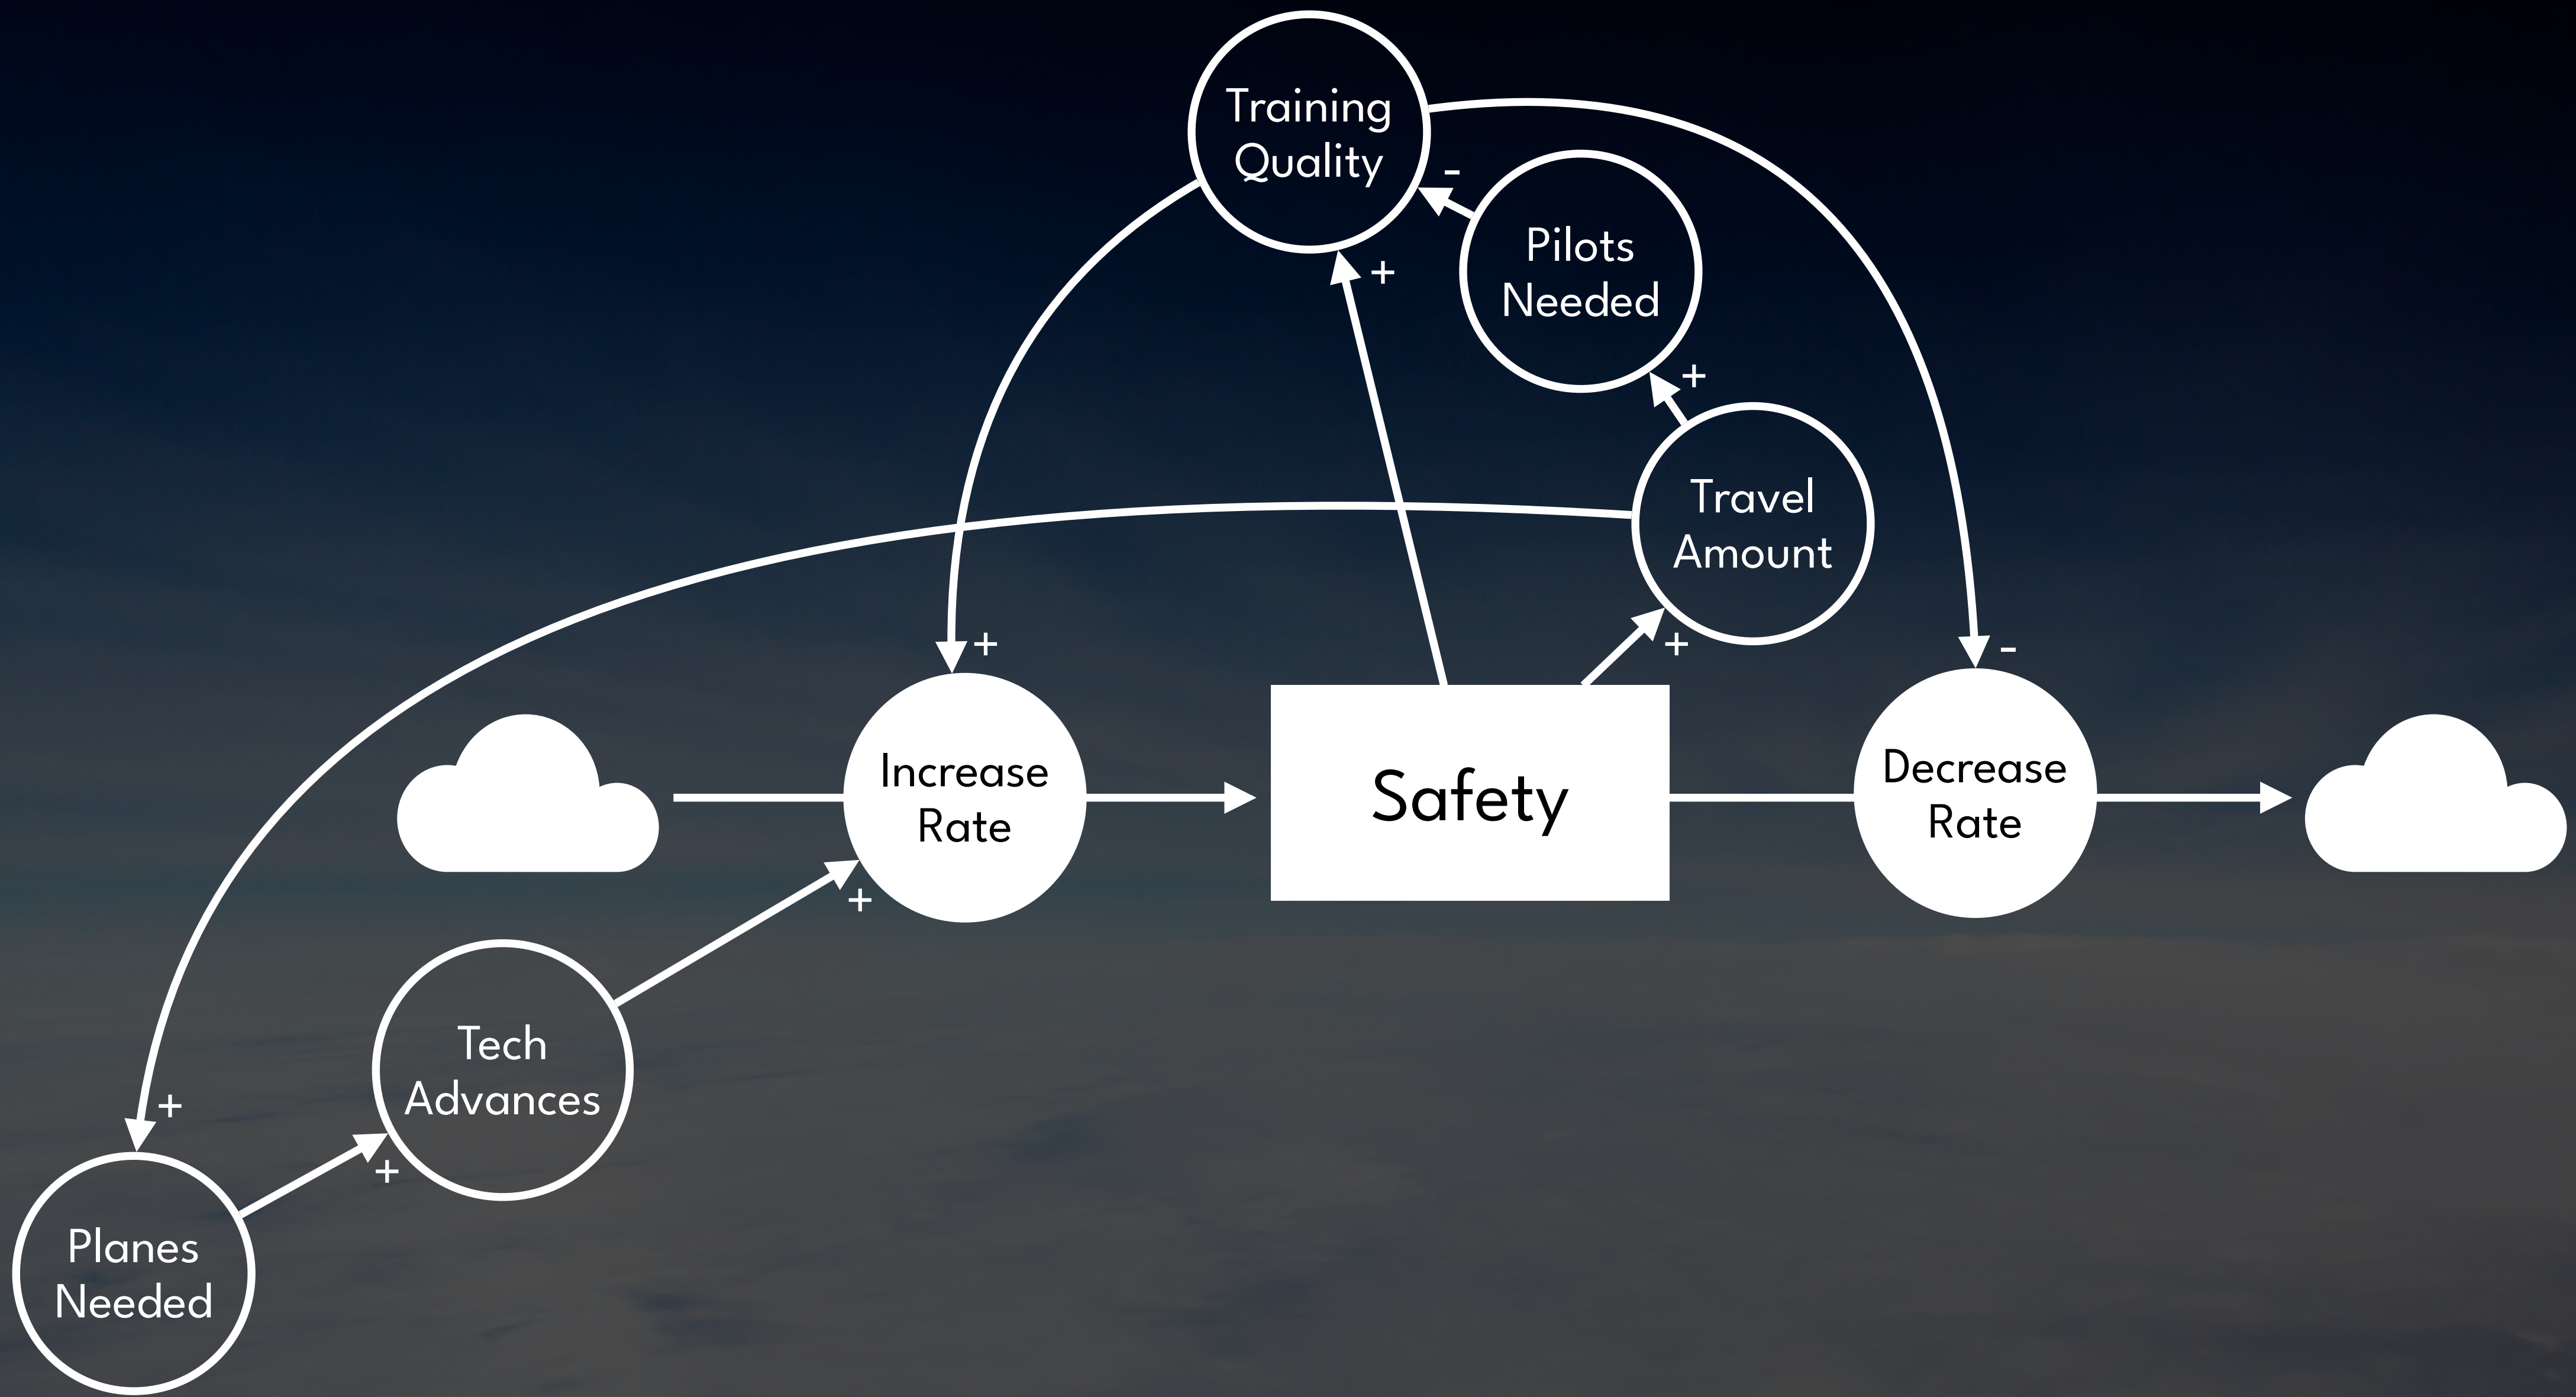 Training
Quality
-
Pilots
Needed
+
+
Travel
Amount
+
+
-
Increase
Rate
Safety
Decrease
Rate
+
Tech
Advances
+
+
Planes
Needed